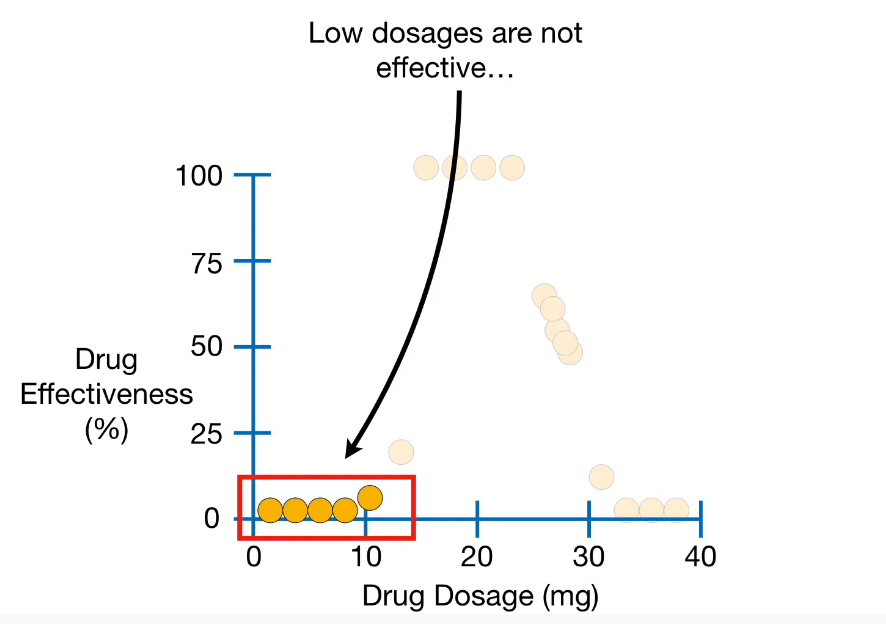 Low dosages are not
effective…
100
75
50
25
0
Drug
Effectiveness
(%)
0 10 20 30 40
Drug Dosage (mg)